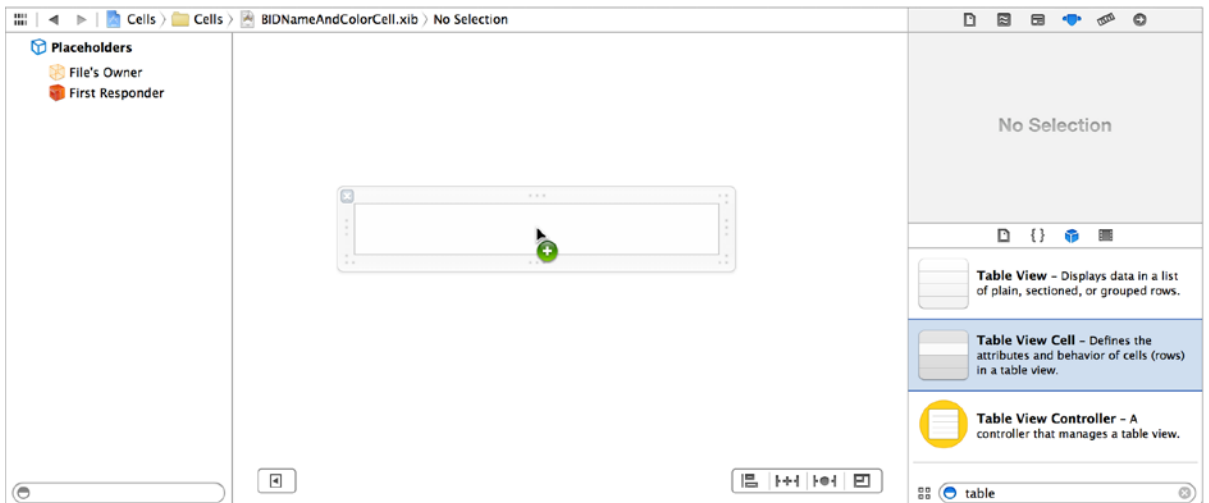 Cells
Cells
BIDNameAndColorCell.xib
No Selection
Placeholders
File's Owner
First Responder
No Selection
{ }
Table View – Displays data in a list
of plain, sectioned, or grouped rows.
Table View Cell – Defines the
attributes and behavior of cells (rows)
in a table view.
Table View Controller – A
controller that manages a table view.
table